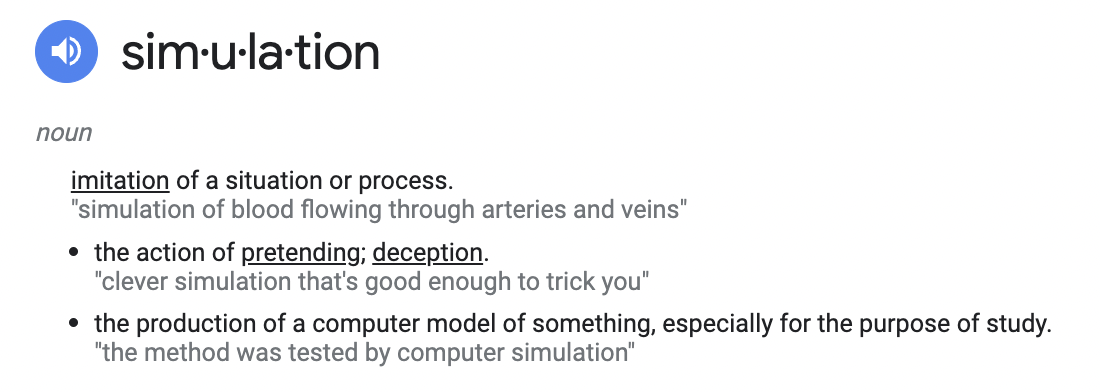 sim·u·la·tion
noun
imitation of a situation or process.
"simulation of blood flowing through arteries and veins"
• the action of pretending; deception.
"clever simulation that's good enough to trick you"
• the production of a computer model of something, especially for the purpose of study.
"the method was tested by computer simulation"